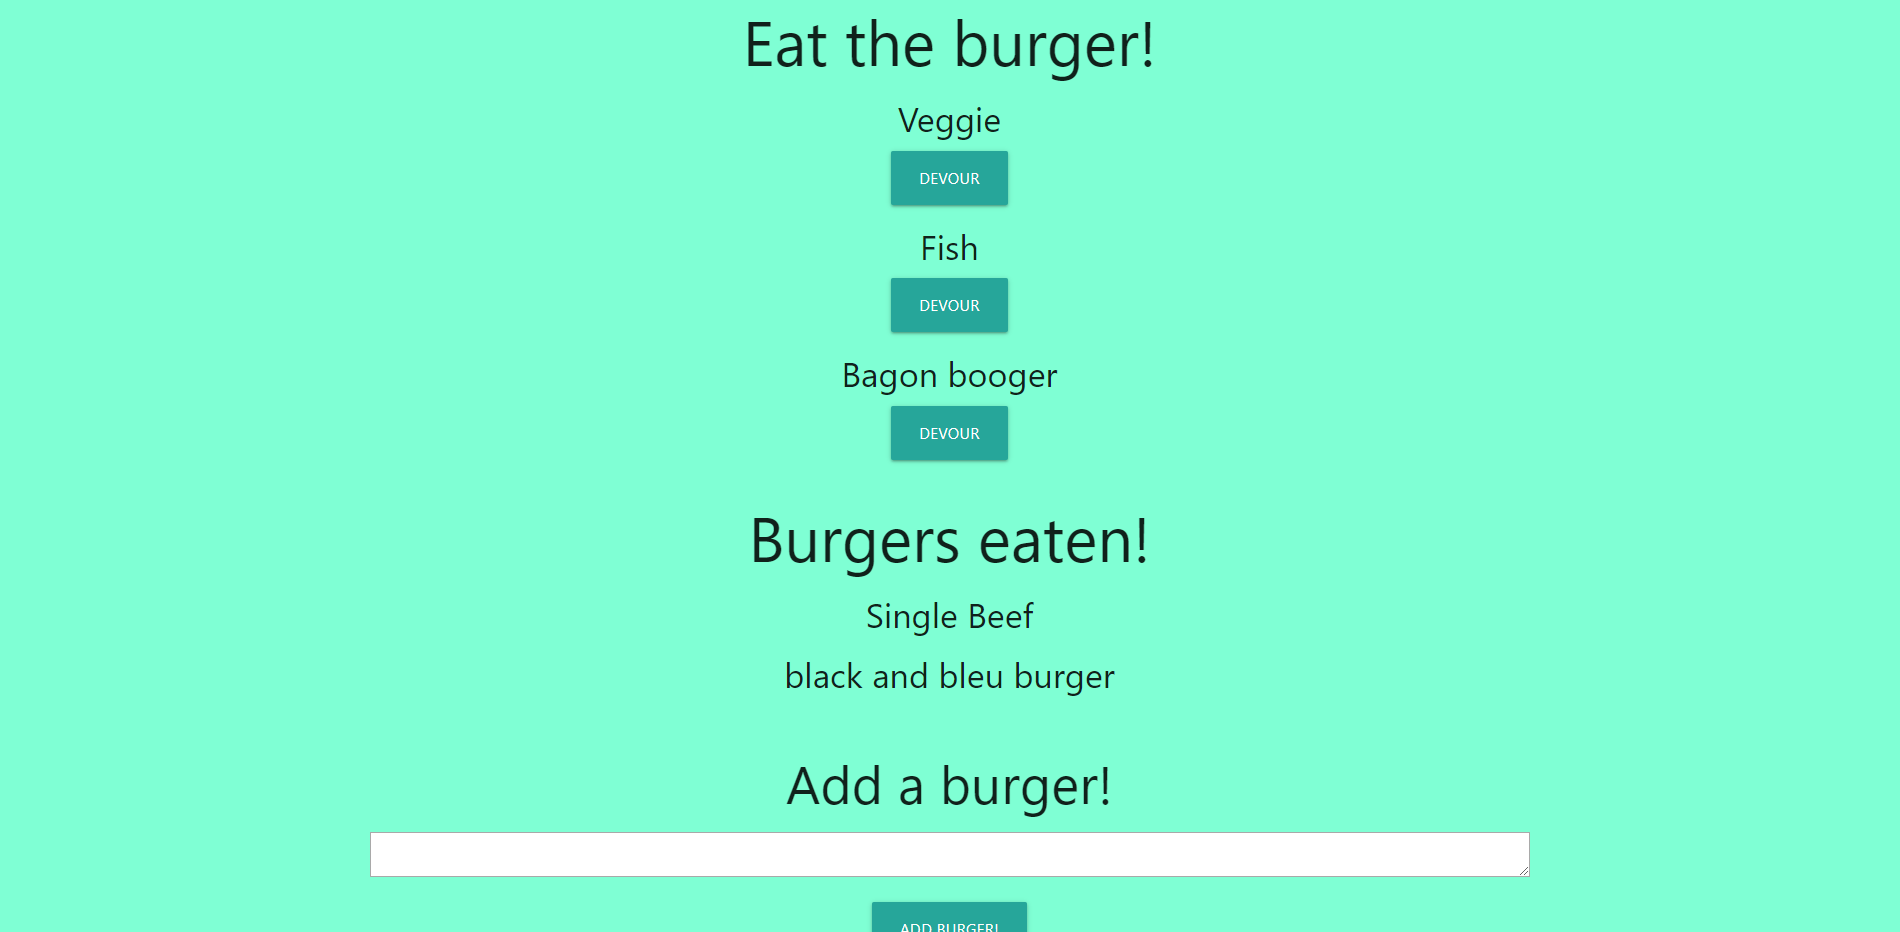 Eat the burger!
Veggie
DEVOUR
Fish
DEVOUR
Bagon booger
DEVOUR
Burgers eaten!
Single Beef
black and bleu burger
Add a burger!
ADD BURGER!